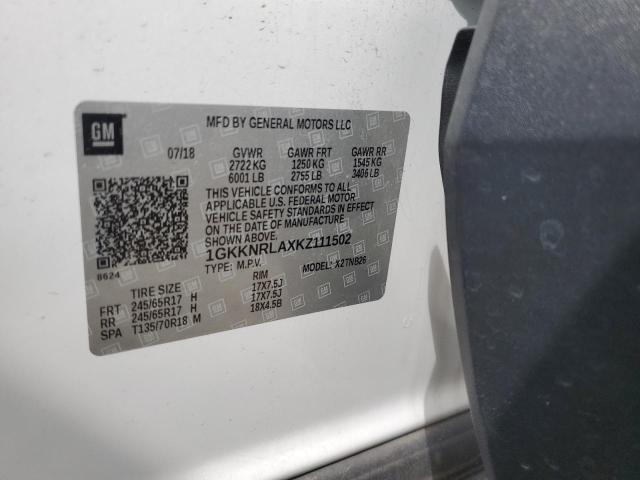 GM
MFD BY GENERAL MOTORS LLC
07/18 GVWR GAWR FRT GAWR RR
2722 KG 1250 KG 1545 KG
6001 LB 2755 LB 3406 LB
THIS VEHICLE CONFORMS TO ALL
APPLICABLE U.S. FEDERAL MOTOR
VEHICLE SAFETY STANDARDS IN EFFECT
ON THE DATE OF MANUFACTURE
SHOWN ABOVE.
1GKKNRLAXKZ111502
8624 TYPE: M.P.V. MODEL: X2TNB26
TIRE SIZE RIM
FRT 245/65R17 H 17X7.5J
RR 245/65R17 H 17X7.5J
SPA T135/70R18 M 18X4.5B